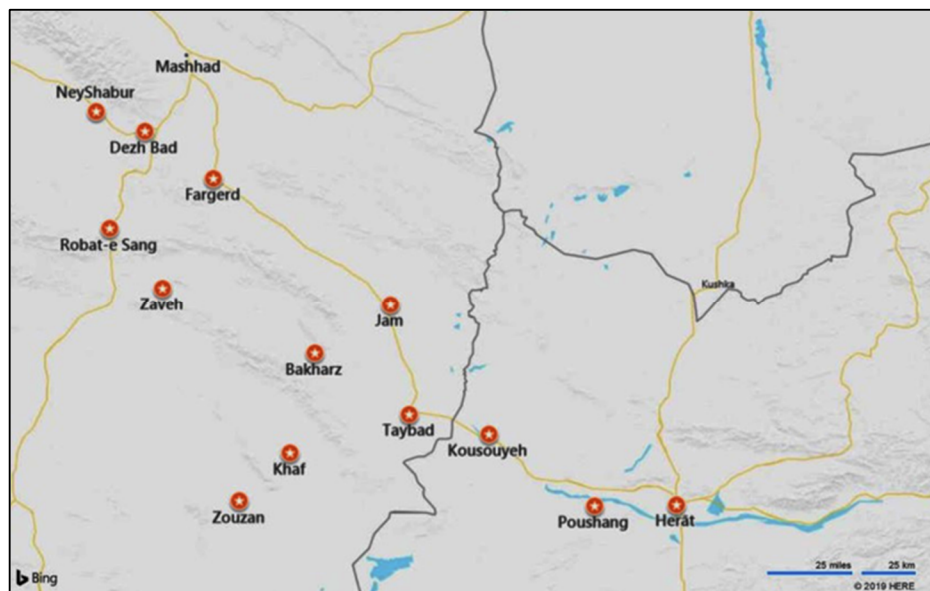 Mashhad
NeyShabur
Dezh Bad
Fargerd
Robat-e Sang
Zaveh
Kushka
Jam
Bakharz
Taybad
Kousouyeh
Khaf
Zouzan
Poushang
Herāt
Bing
25 miles 25 km
© 2019 HERE